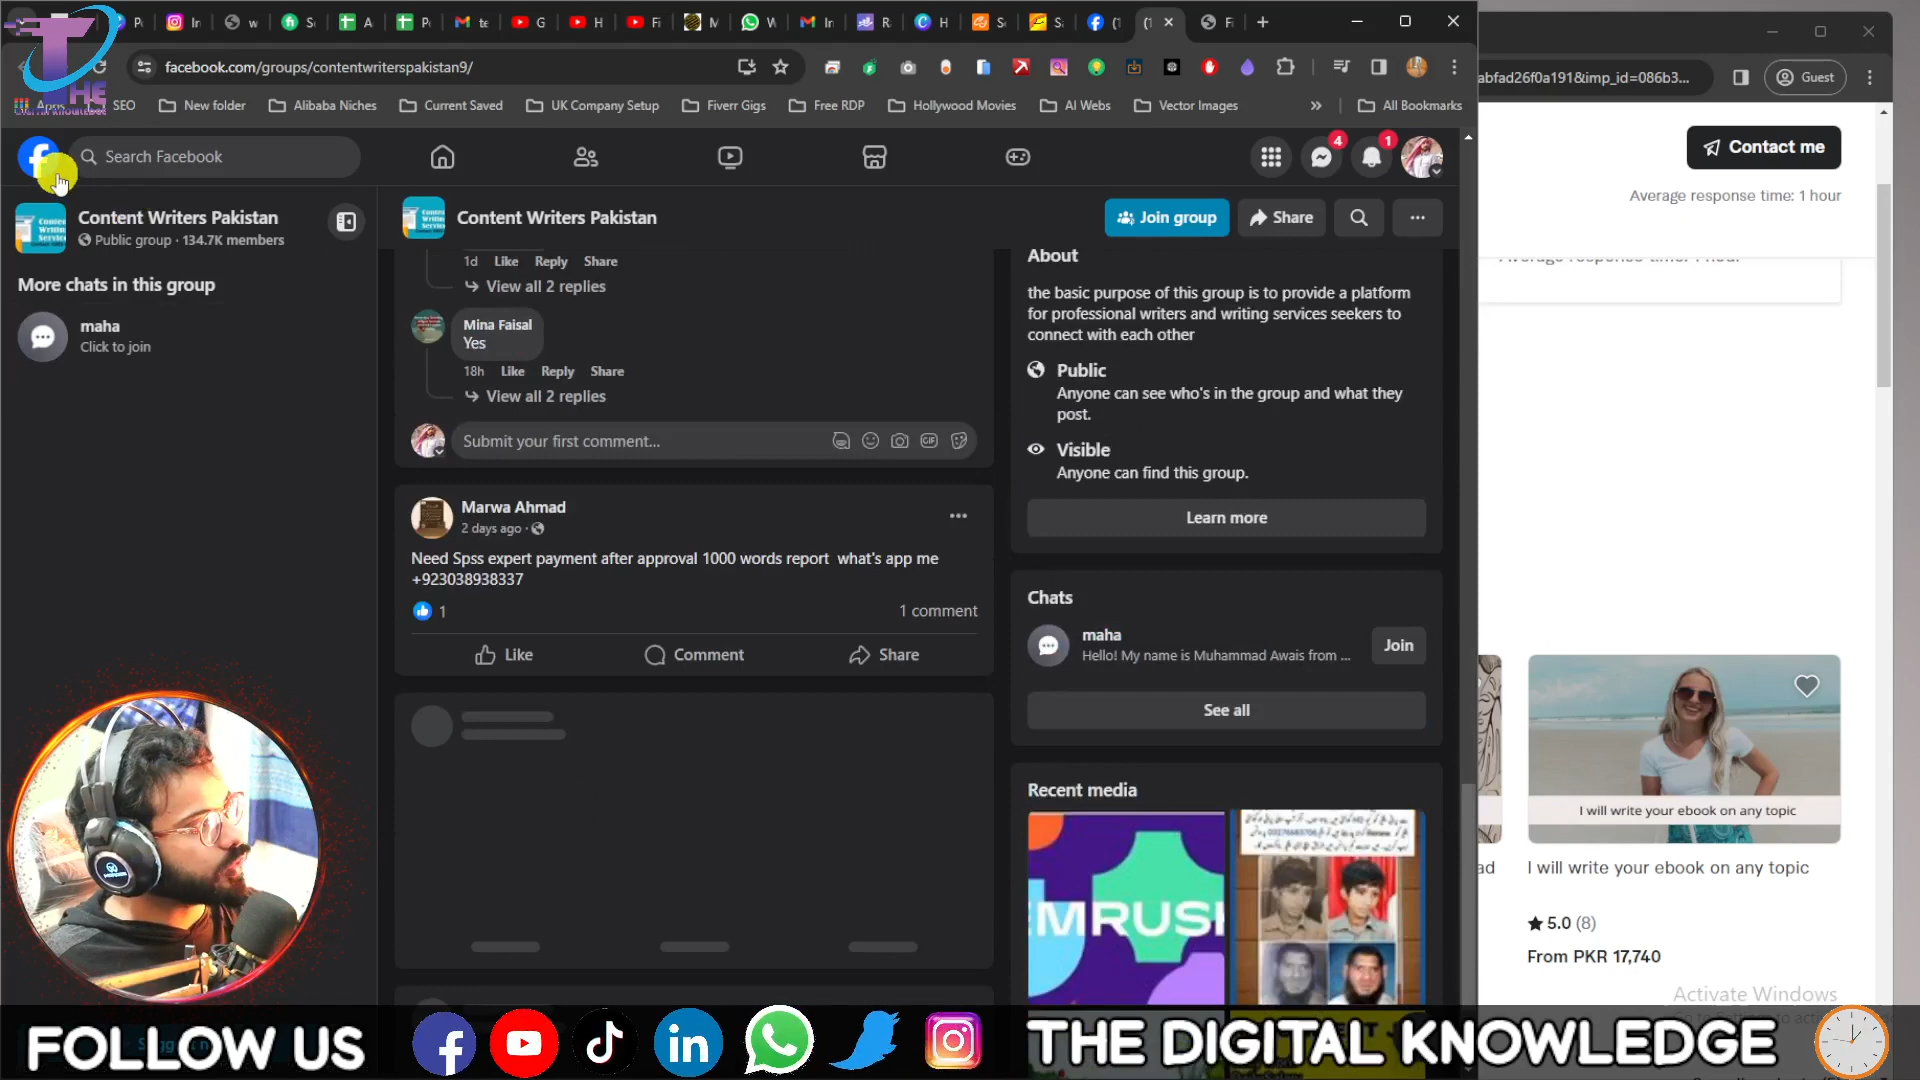 facebook.com/groups/contentwriterspakistan9/
abfad26f0a191&imp_id=086b3...
Guest
SEO
New folder
Alibaba Niches
Current Saved
UK Company Setup
Fiverr Gigs
Free RDP
Hollywood Movies
AI Webs
Vector Images
All Bookmarks
Search Facebook
4
1
Contact me
Average response time: 1 hour
Content Writers Pakistan
Public group · 134.7K members
More chats in this group
maha
Click to join
Content Writers Pakistan
Join group
Share
1d Like Reply Share
View all 2 replies
Mina Faisal
Yes
18h Like Reply Share
View all 2 replies
Submit your first comment...
GIF
Marwa Ahmad
2 days ago ·
Need Spss expert payment after approval 1000 words report what's app me
+923038938337
1
1 comment
Like
Comment
Share
About
the basic purpose of this group is to provide a platform
for professional writers and writing services seekers to
connect with each other
Public
Anyone can see who's in the group and what they
post.
Visible
Anyone can find this group.
Learn more
Chats
maha
Hello! My name is Muhammad Awais from ...
Join
See all
Recent media
EMRUSH
I will write your ebook on any topic
I will write your ebook on any topic
5.0 (8)
From PKR 17,740
Activate Windows
FOLLOW US
THE DIGITAL KNOWLEDGE